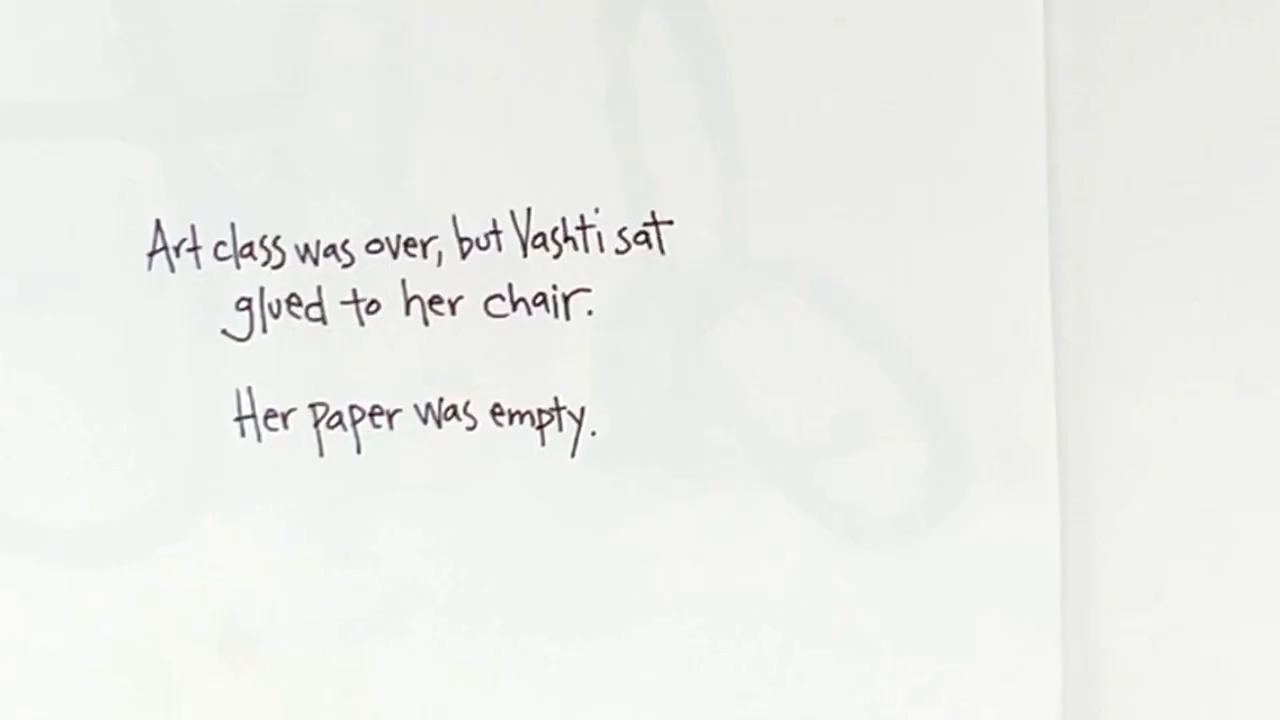 Art class was over, but Vashti sat
glued to her chair.
Her paper was empty.